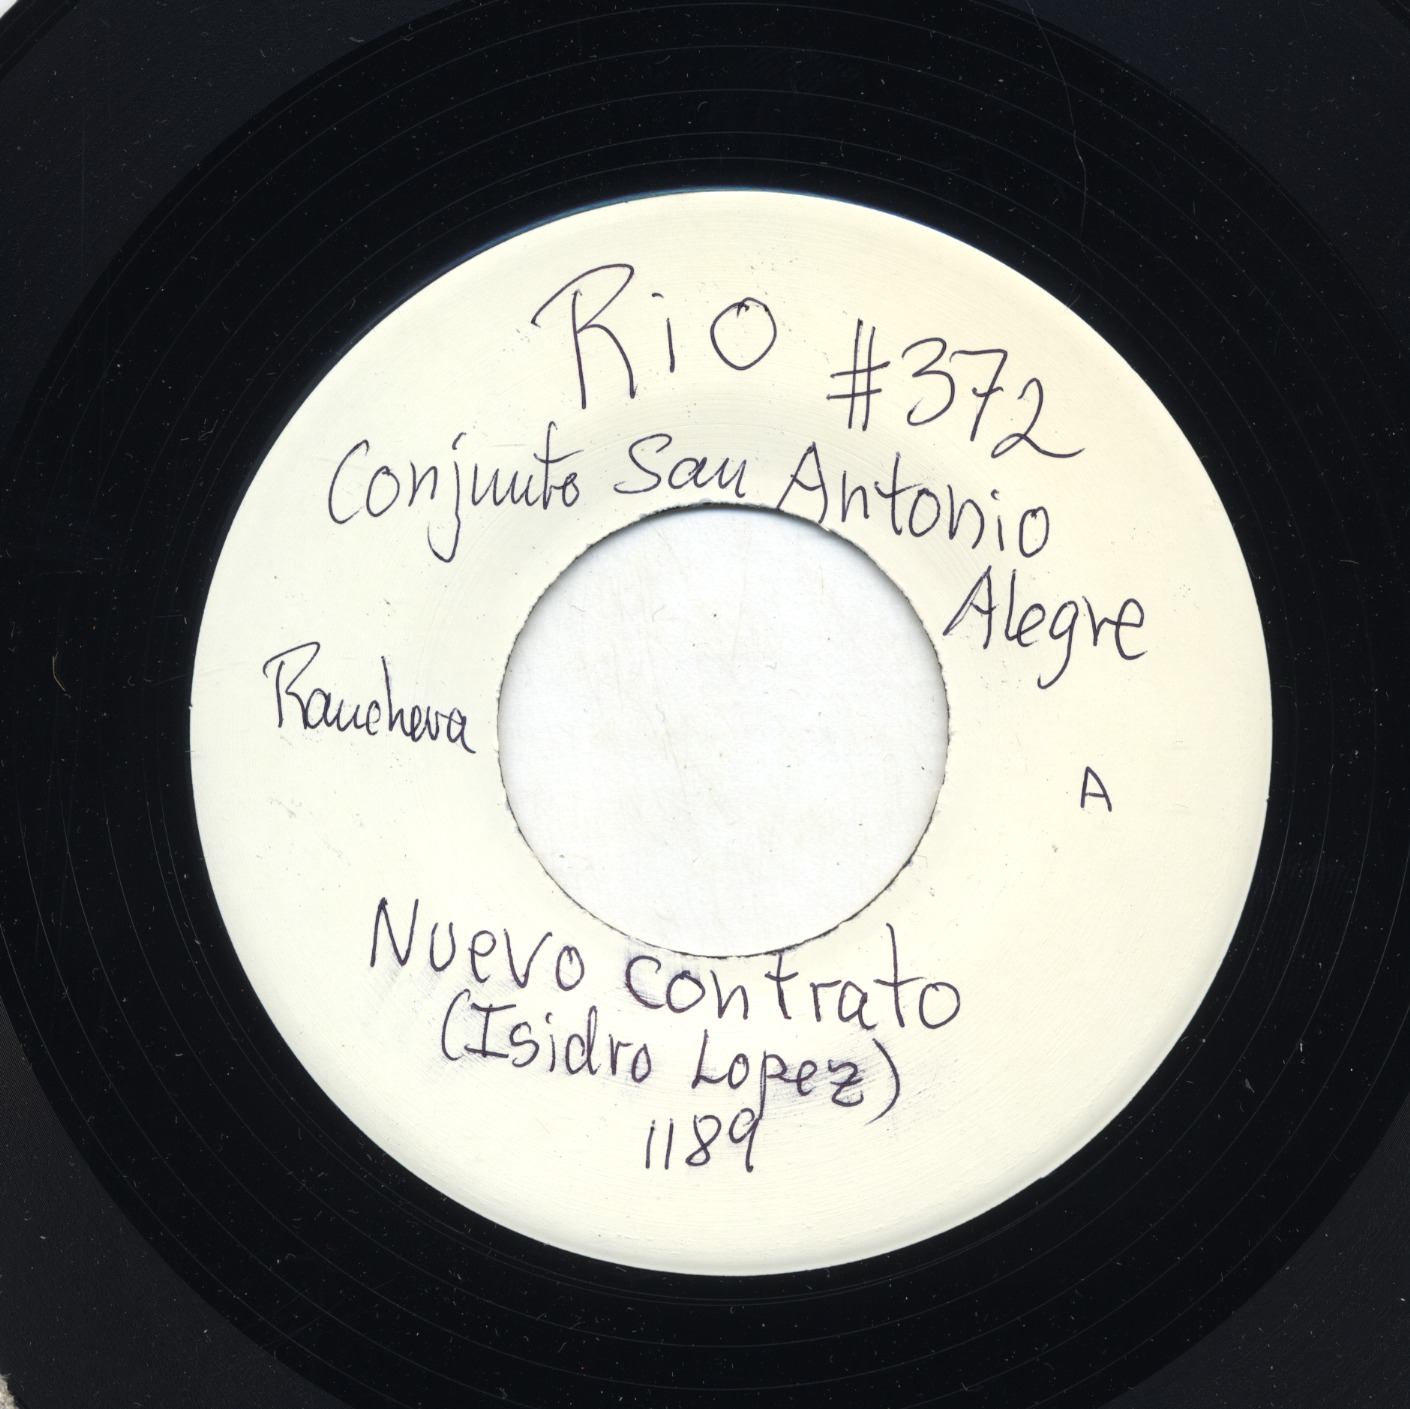 Rio #372
Conjunto San Antonio
Alegre
Ranchera
A
Nuevo contrato
(Isidro Lopez)
1189